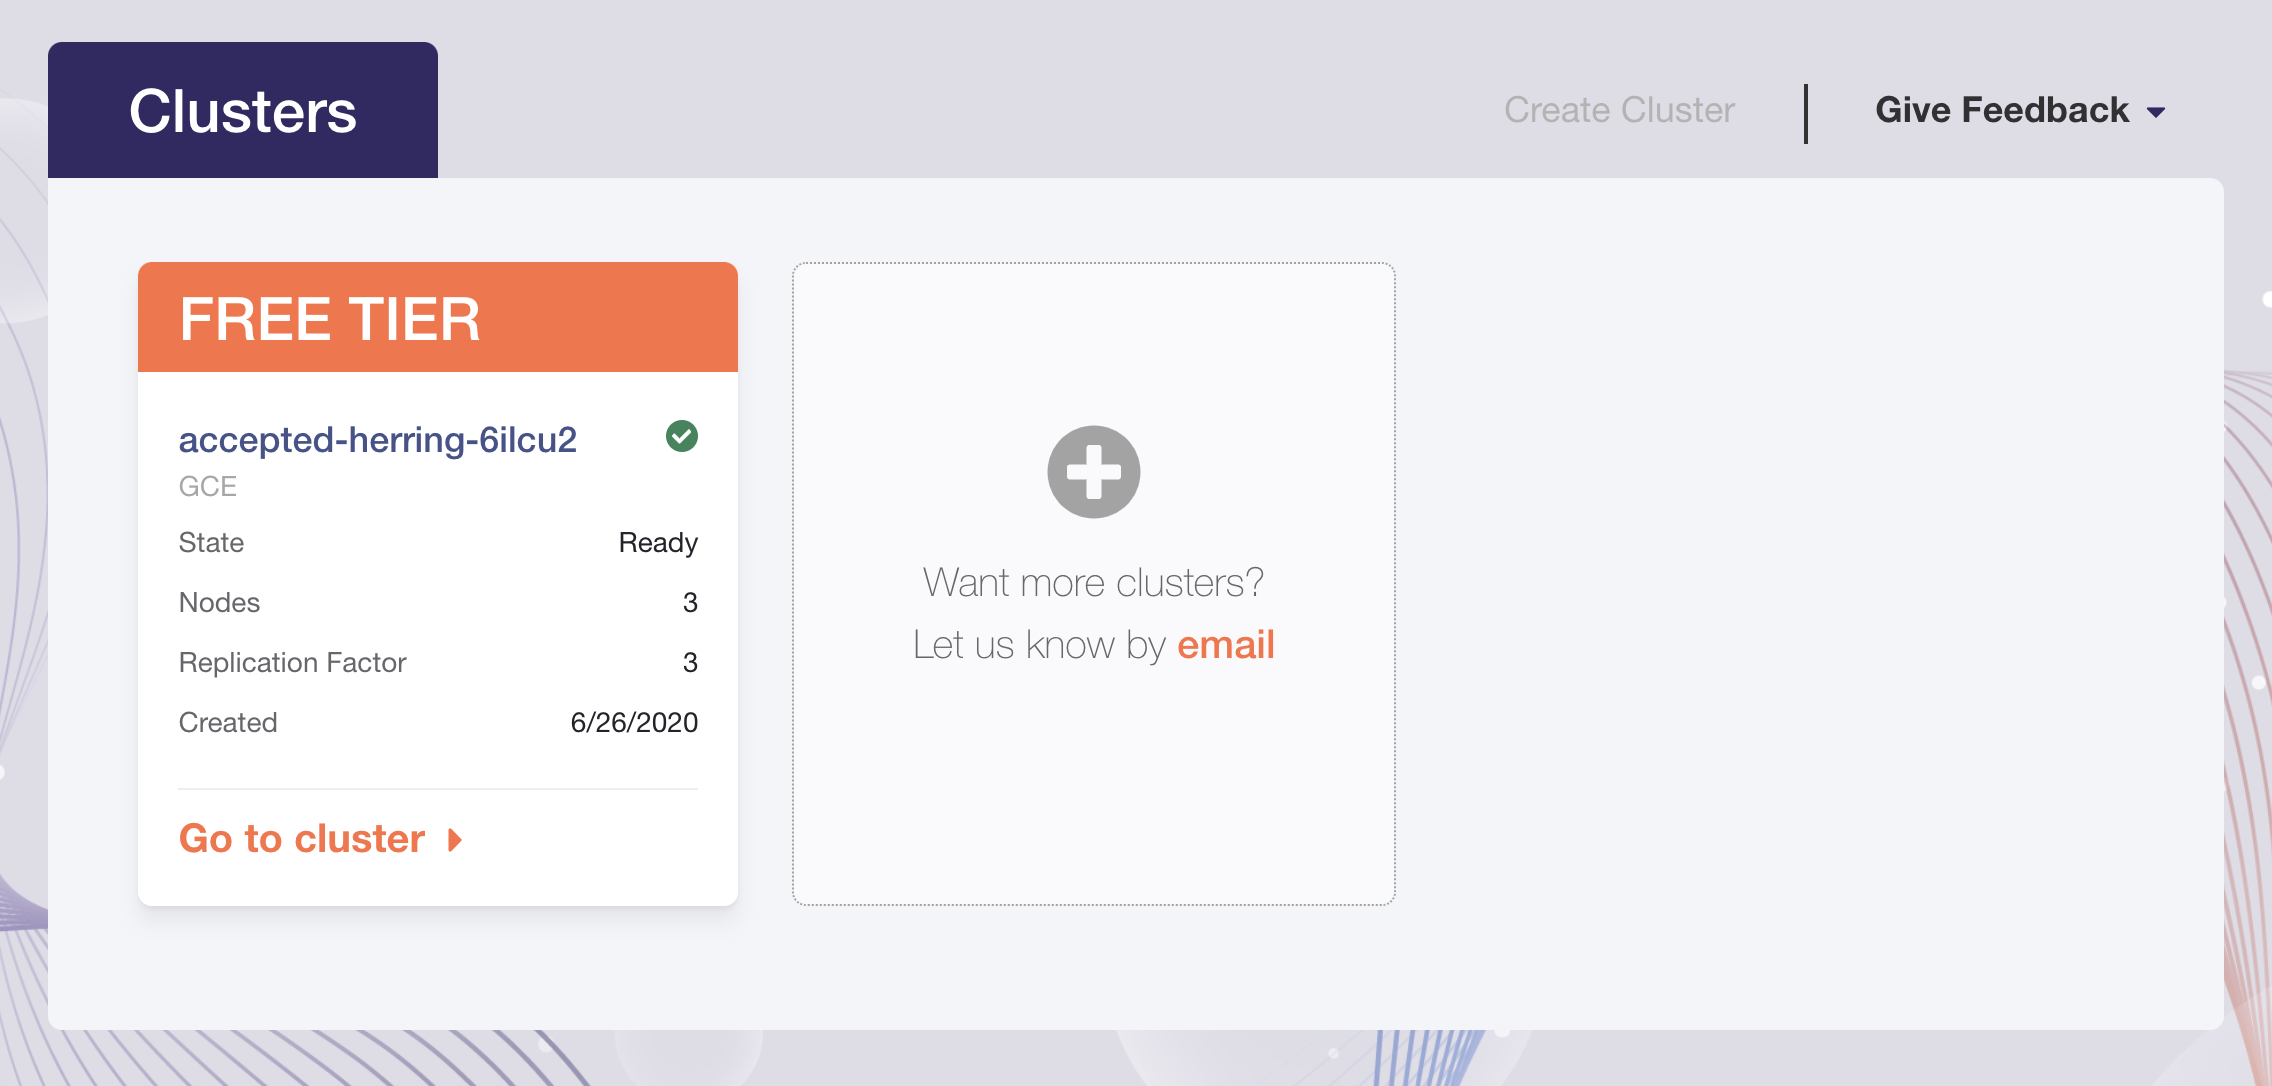 Clusters
Create Cluster
Give Feedback
FREE TIER
accepted-herring-6ilcu2
GCE
State Ready
Nodes 3
Replication Factor 3
Created 6/26/2020
Go to cluster
Want more clusters?
Let us know by email